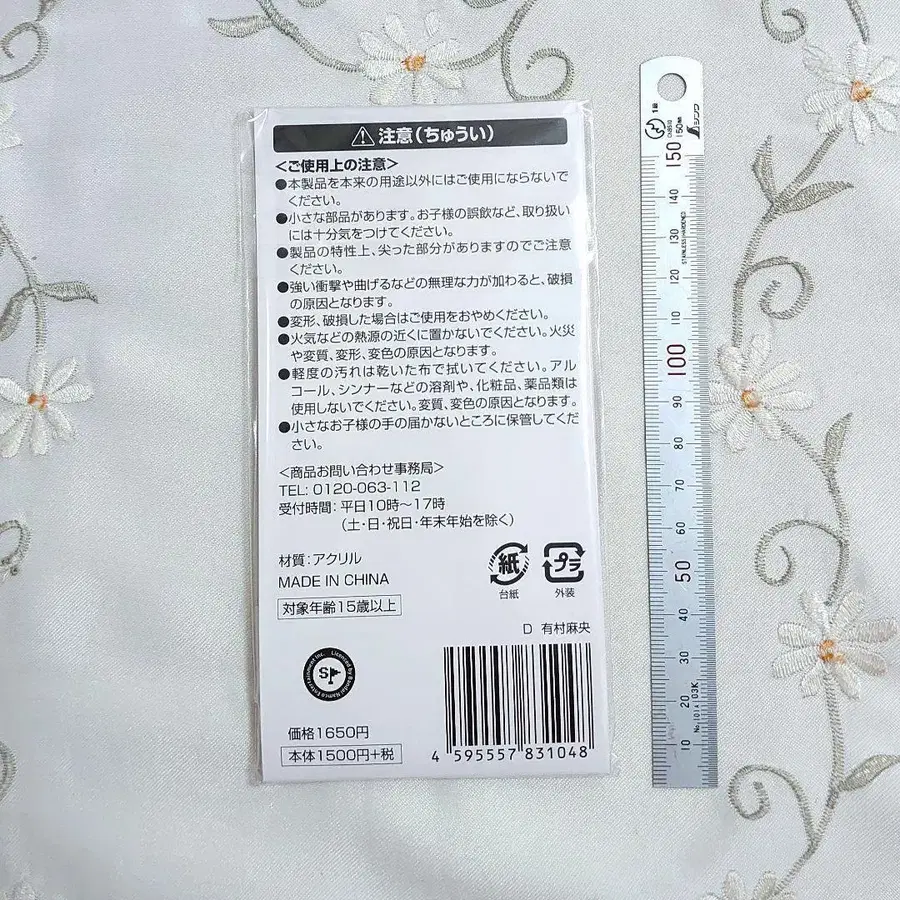 ⚠ 注意(ちゅうい)
<ご使用上の注意>
●本製品を本来の用途以外にはご使用にならないで
ください。
●小さな部品があります。お子様の誤飲など、取り扱い
には十分気をつけてください。
●製品の特性上、尖った部分がありますのでご注意
ください。
●強い衝撃や曲げるなどの無理な力が加わると、破損
の原因となります。
●変形、破損した場合はご使用をおやめください。
●火気などの熱源の近くに置かないでください。火災
や変質、変形、変色の原因となります。
●軽度の汚れは乾いた布で拭いてください。アル
コール、シンナーなどの溶剤や、化粧品、薬品類は
使用しないでください。変質、変色の原因となります。
●小さなお子様の手の届かないところに保管してくだ
さい。
<商品お問い合わせ事務局>
TEL: 0120-063-112
受付時間: 平日10時〜17時
(土・日・祝日・年末年始を除く)
材質:アクリル
MADE IN CHINA
対象年齢15歳以上
紙
台紙
プラ
外装
D 有村麻央
Licensed by Bandai Namco Entertainment Inc.
S
価格1650円
本体1500円+税
4 595557 831048
1級
150mm
シンワ
150
140
130
120
110
100
90
80
70
60
50
40
30
20
10
STAINLESS HARDENED
No.1014 03K